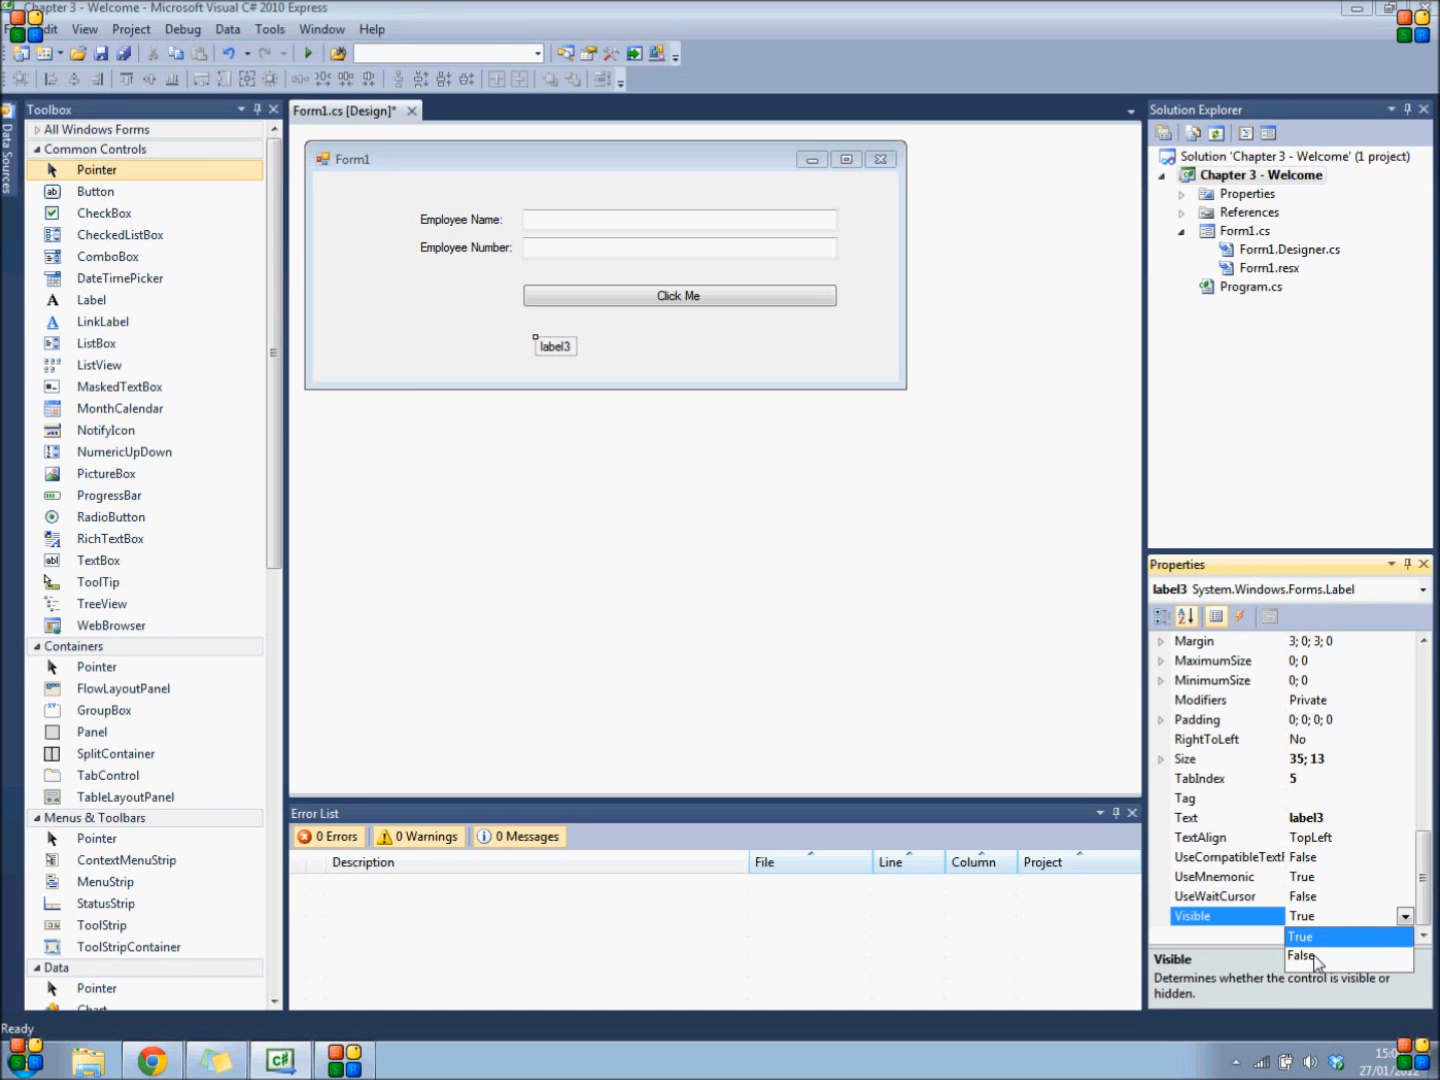 Chapter 3 - Welcome - Microsoft Visual C# 2010 Express
View Project Debug Data Tools Window Help
Data Sources
Toolbox
All Windows Forms
Common Controls
Pointer
Button
CheckBox
CheckedListBox
ComboBox
DateTimePicker
Label
LinkLabel
ListBox
ListView
MaskedTextBox
MonthCalendar
NotifyIcon
NumericUpDown
PictureBox
ProgressBar
RadioButton
RichTextBox
TextBox
ToolTip
TreeView
WebBrowser
Containers
Pointer
FlowLayoutPanel
GroupBox
Panel
SplitContainer
TabControl
TableLayoutPanel
Menus & Toolbars
Pointer
ContextMenuStrip
MenuStrip
StatusStrip
ToolStrip
ToolStripContainer
Data
Pointer
Form1.cs [Design]*
Form1
Employee Name:
Employee Number:
Click Me
label3
Error List
0 Errors 0 Warnings 0 Messages
Description File Line Column Project
Solution Explorer
Solution 'Chapter 3 - Welcome' (1 project)
Chapter 3 - Welcome
Properties
References
Form1.cs
Form1.Designer.cs
Form1.resx
Program.cs
Properties
label3 System.Windows.Forms.Label
Margin 3; 0; 3; 0
MaximumSize 0; 0
MinimumSize 0; 0
Modifiers Private
Padding 0; 0; 0; 0
RightToLeft No
Size 35; 13
TabIndex 5
Tag
Text label3
TextAlign TopLeft
UseCompatibleText False
UseMnemonic True
UseWaitCursor False
Visible True
True
False
Visible
Determines whether the control is visible or
hidden.
Ready
15:0
27/01/2012